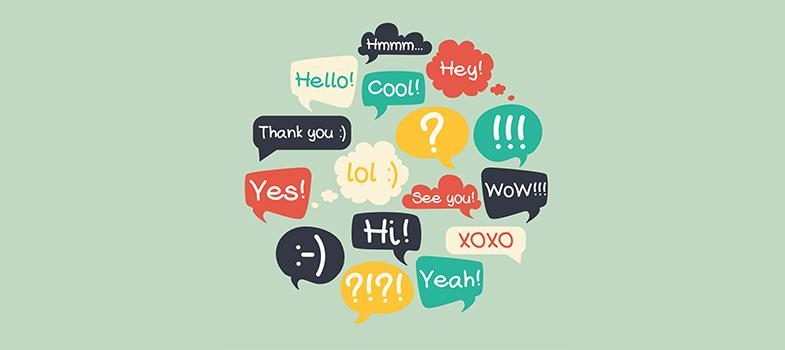 Hmmm...
Hello!
Cool!
Hey!
Thank you :)
?
!!!
Yes!
lol :)
See you!
WoW!!!
:-)
Hi!
XOXO
?!?!
Yeah!